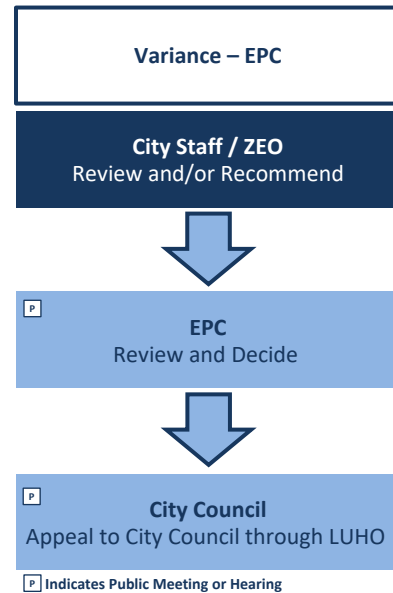 Variance – EPC
City Staff / ZEO
Review and/or Recommend
P
EPC
Review and Decide
P
City Council
Appeal to City Council through LUHO
P Indicates Public Meeting or Hearing